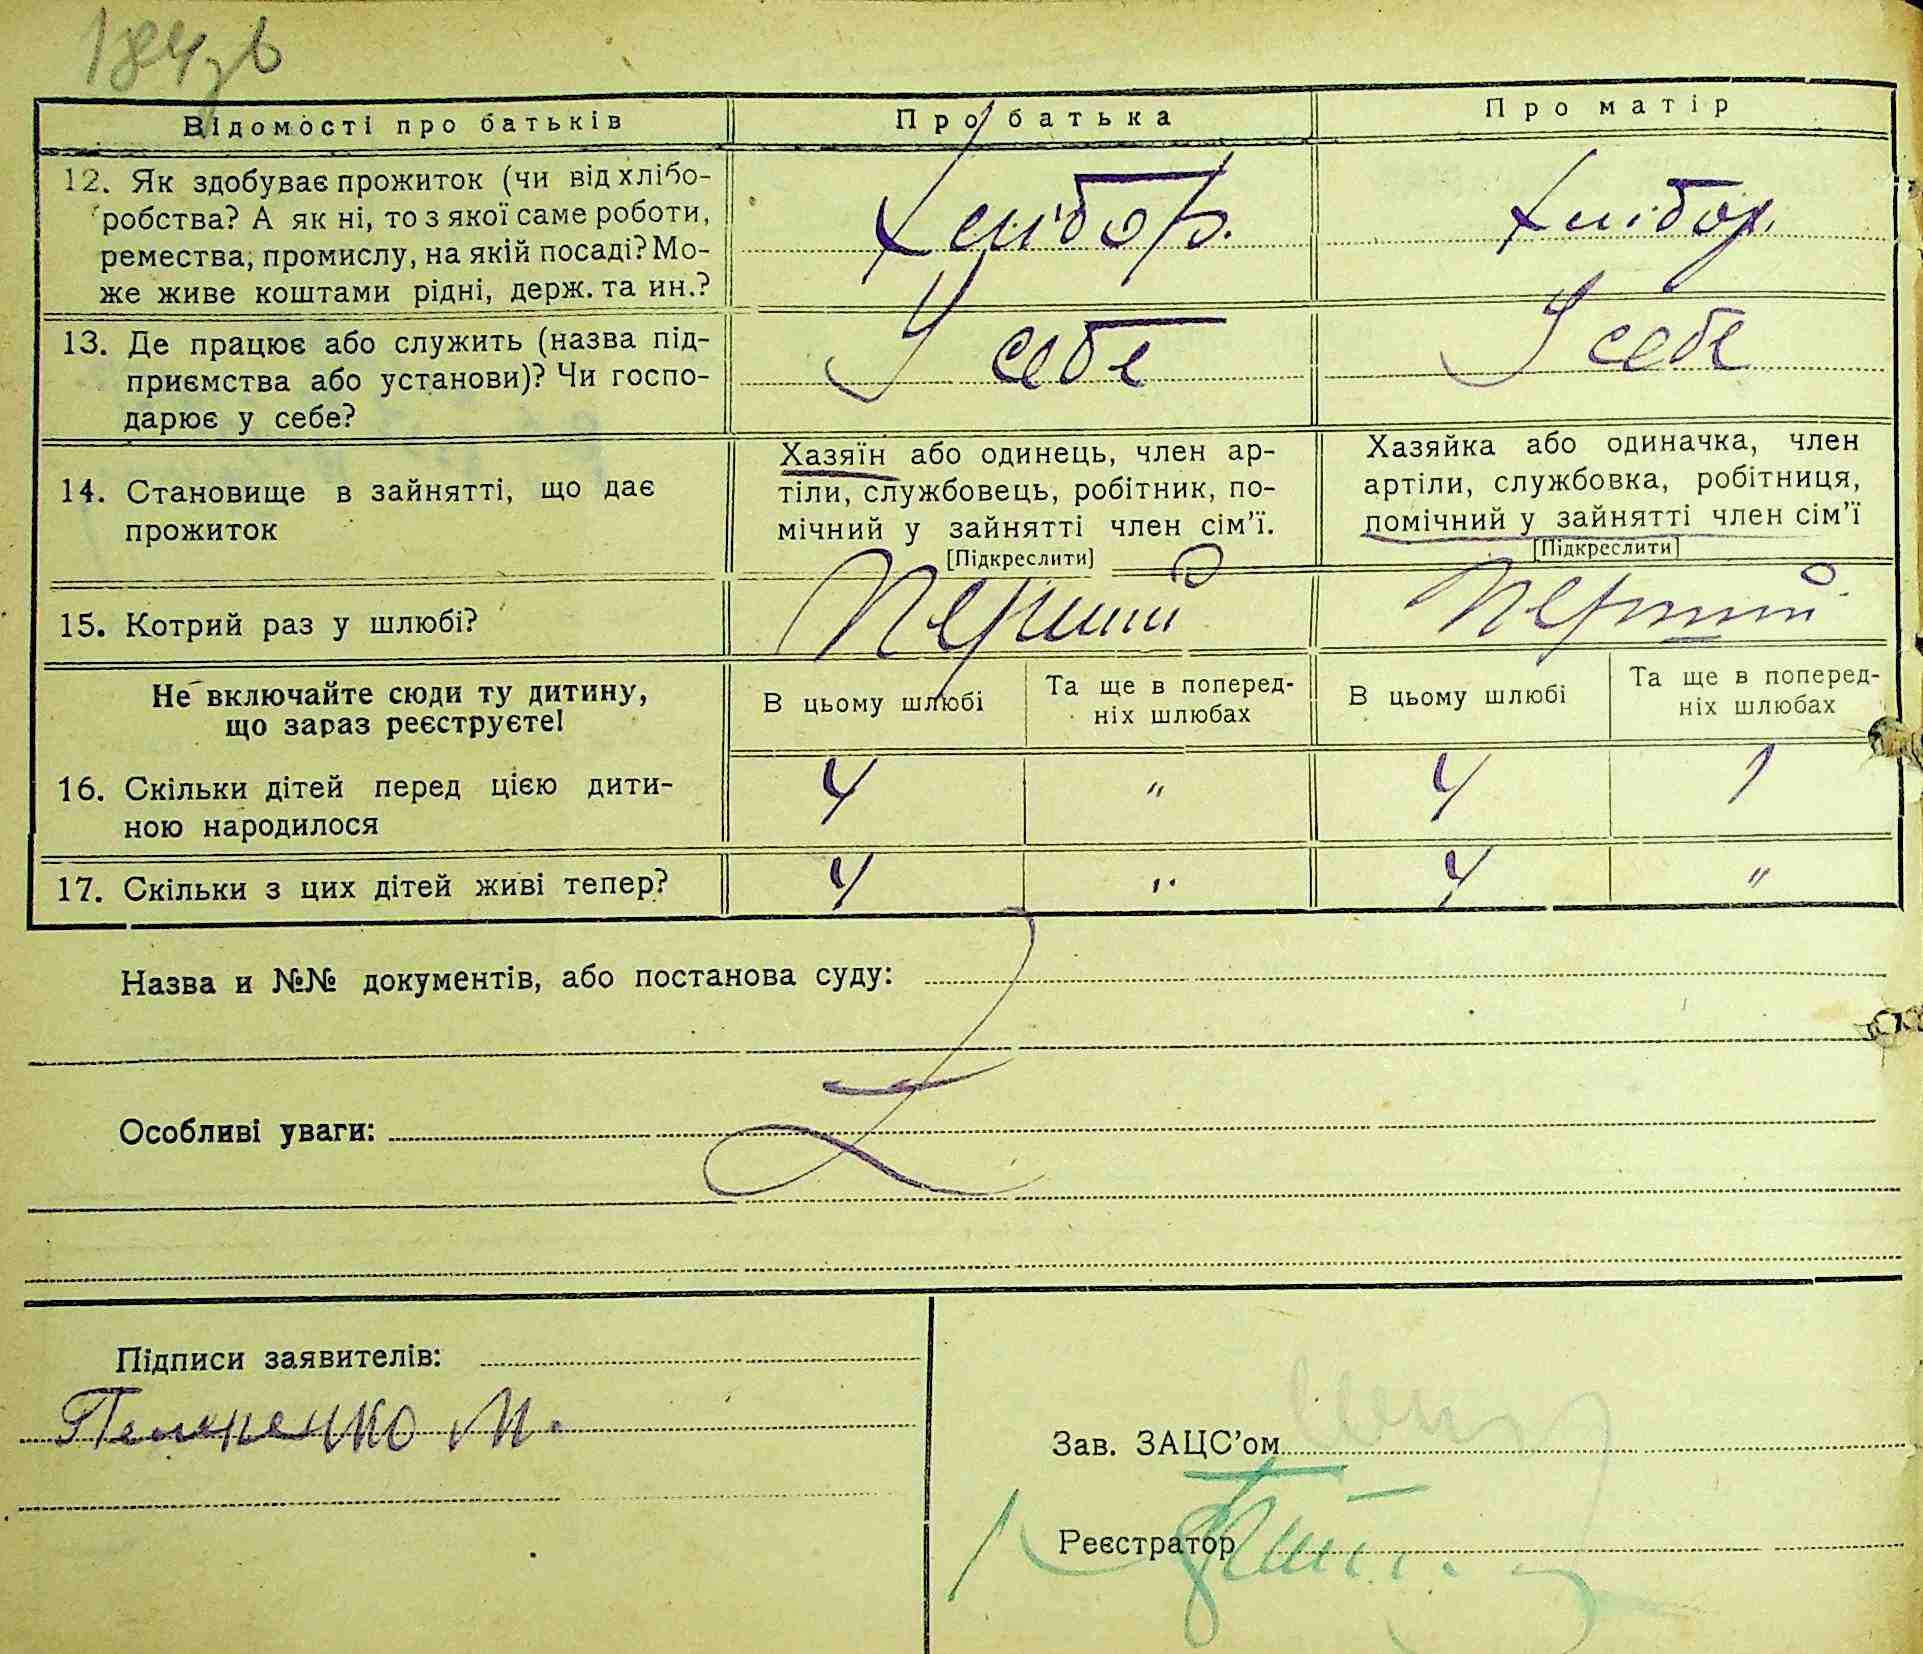 184 зв
Відомості про батьків Про батька Про матір
12. Як здобуває прожиток (чи від хлібо-
робства? А як ні, то з якої саме роботи,
ремества, промислу, на якій посаді? Мо-
же живе коштами рідні, держ. та ин.?
Хлібор. Хлібор.
13. Де працює або служить (назва під-
приємства або установи)? Чи госпо-
дарює у себе?
У себе У себе
14. Становище в зайнятті, що дає
прожиток
Хазяїн або одинець, член ар-
тіли, службовець, робітник, по-
мічний у зайнятті член сім'ї.
[Підкреслити]
Хазяйка або одиначка, член
артіли, службовка, робітниця,
помічний у зайнятті член сім'ї
[Підкреслити]
15. Котрий раз у шлюбі? Перший Перший
Не включайте сюди ту дитину,
що зараз реєструєте!
В цьому шлюбі
Та ще в поперед-
ніх шлюбах
В цьому шлюбі
Та ще в поперед-
ніх шлюбах
16. Скільки дітей перед цією дити-
ною народилося
4 " 4 1
17. Скільки з цих дітей живі тепер? 4 " 4 "
Назва и №№ документів, або постанова суду:
Особливі уваги:
Підписи заявителів:
М.
Зав. ЗАЦС'ом
Реєстратор